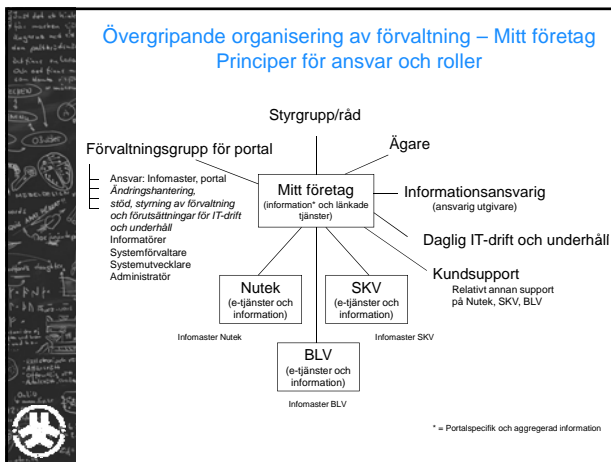 Övergripande organisering av förvaltning – Mitt företag
Principer för ansvar och roller
Styrgrupp/råd
Förvaltningsgrupp för portal
Ägare
Ansvar: Infomaster, portal
Ändringshantering,
stöd, styrning av förvaltning
och förutsättningar för IT-drift
och underhåll
Informatörer
Systemförvaltare
Systemutvecklare
Administratör
Mitt företag
(information* och länkade
tjänster)
Informationsansvarig
(ansvarig utgivare)
Daglig IT-drift och underhåll
Kundsupport
Relativt annan support
på Nutek, SKV, BLV
Nutek
(e-tjänster och
information)
SKV
(e-tjänster och
information)
Infomaster Nutek
Infomaster SKV
BLV
(e-tjänster och
information)
Infomaster BLV
* = Portalspecifik och aggregerad information